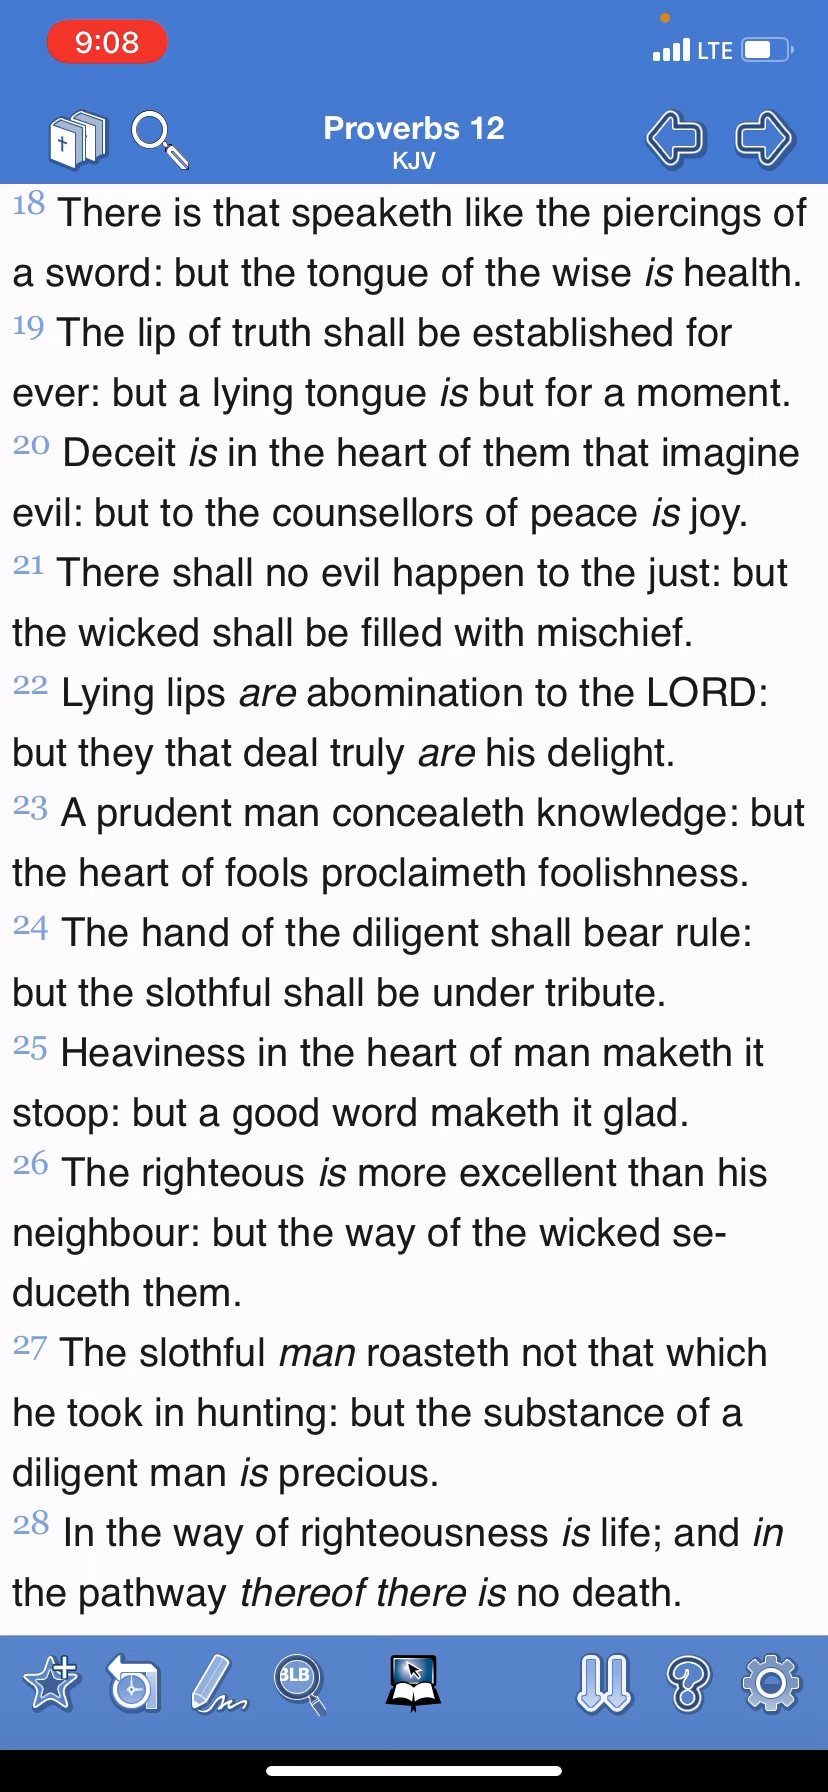 9:08
LTE
Proverbs 12
KJV
18 There is that speaketh like the piercings of
a sword: but the tongue of the wise is health.
19 The lip of truth shall be established for
ever: but a lying tongue is but for a moment.
20 Deceit is in the heart of them that imagine
evil: but to the counsellors of peace is joy.
21 There shall no evil happen to the just: but
the wicked shall be filled with mischief.
22 Lying lips are abomination to the LORD:
but they that deal truly are his delight.
23 A prudent man concealeth knowledge: but
the heart of fools proclaimeth foolishness.
24 The hand of the diligent shall bear rule:
but the slothful shall be under tribute.
25 Heaviness in the heart of man maketh it
stoop: but a good word maketh it glad.
26 The righteous is more excellent than his
neighbour: but the way of the wicked se-
duceth them.
27 The slothful man roasteth not that which
he took in hunting: but the substance of a
diligent man is precious.
28 In the way of righteousness is life; and in
the pathway thereof there is no death.
BLB